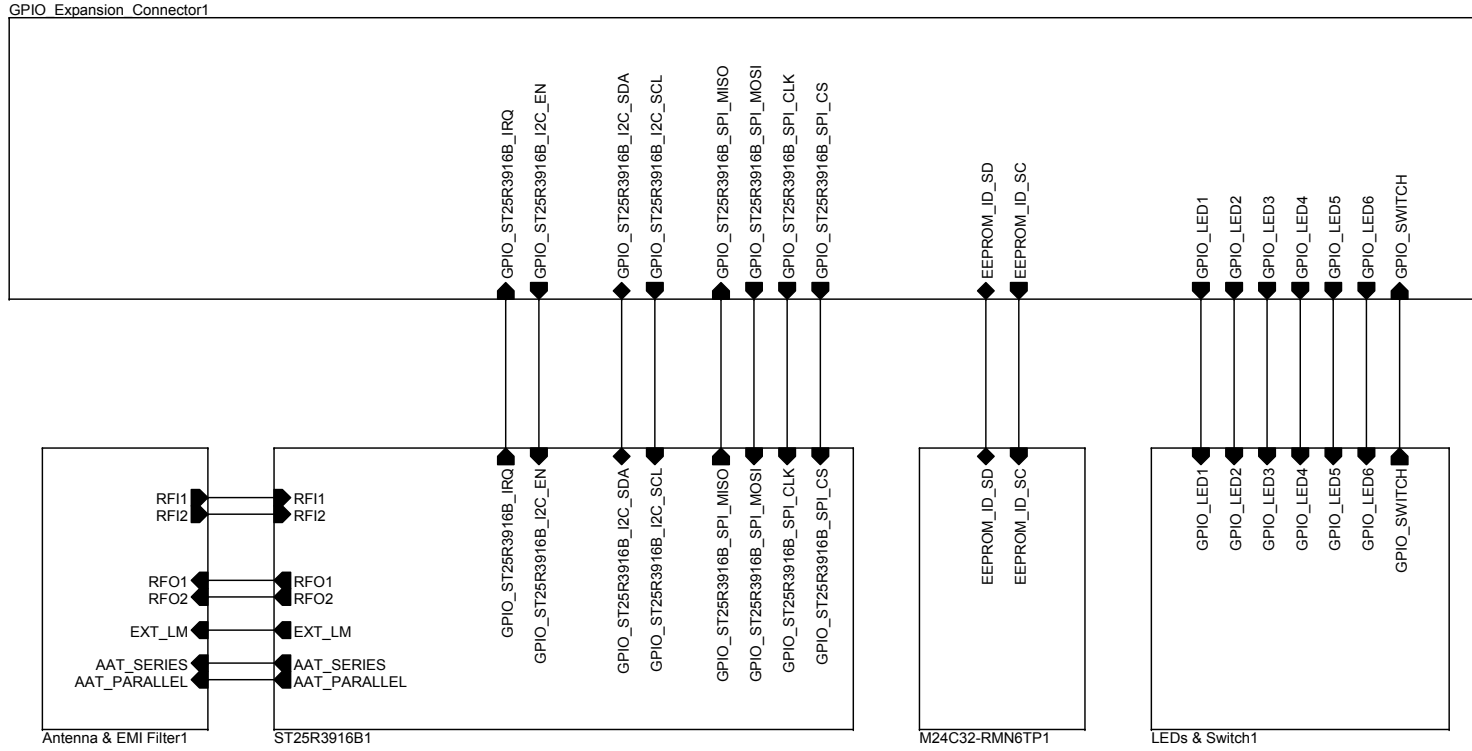 GPIO_Expansion_Connector1
GPIO_ST25R3916B_IRQ
GPIO_ST25R3916B_I2C_EN
GPIO_ST25R3916B_I2C_SDA
GPIO_ST25R3916B_I2C_SCL
GPIO_ST25R3916B_SPI_MISO
GPIO_ST25R3916B_SPI_MOSI
GPIO_ST25R3916B_SPI_CLK
GPIO_ST25R3916B_SPI_CS
EEPROM_ID_SD
EEPROM_ID_SC
GPIO_LED1
GPIO_LED2
GPIO_LED3
GPIO_LED4
GPIO_LED5
GPIO_LED6
GPIO_SWITCH
RFI1
RFI2
RFO1
RFO2
EXT_LM
AAT_SERIES
AAT_PARALLEL
Antenna & EMI Filter1
RFI1
RFI2
RFO1
RFO2
EXT_LM
AAT_SERIES
AAT_PARALLEL
GPIO_ST25R3916B_IRQ
GPIO_ST25R3916B_I2C_EN
GPIO_ST25R3916B_I2C_SDA
GPIO_ST25R3916B_I2C_SCL
GPIO_ST25R3916B_SPI_MISO
GPIO_ST25R3916B_SPI_MOSI
GPIO_ST25R3916B_SPI_CLK
GPIO_ST25R3916B_SPI_CS
ST25R3916B1
EEPROM_ID_SD
EEPROM_ID_SC
M24C32-RMN6TP1
GPIO_LED1
GPIO_LED2
GPIO_LED3
GPIO_LED4
GPIO_LED5
GPIO_LED6
GPIO_SWITCH
LEDs & Switch1